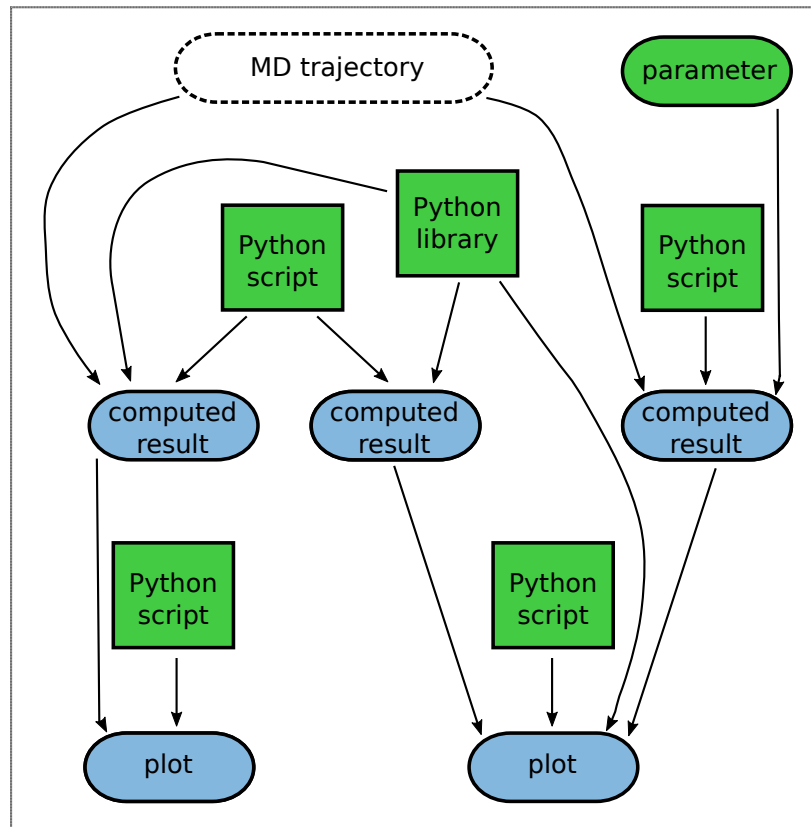 MD trajectory
parameter
Python
script
Python
library
Python
script
computed
result
computed
result
computed
result
Python
script
Python
script
plot
plot